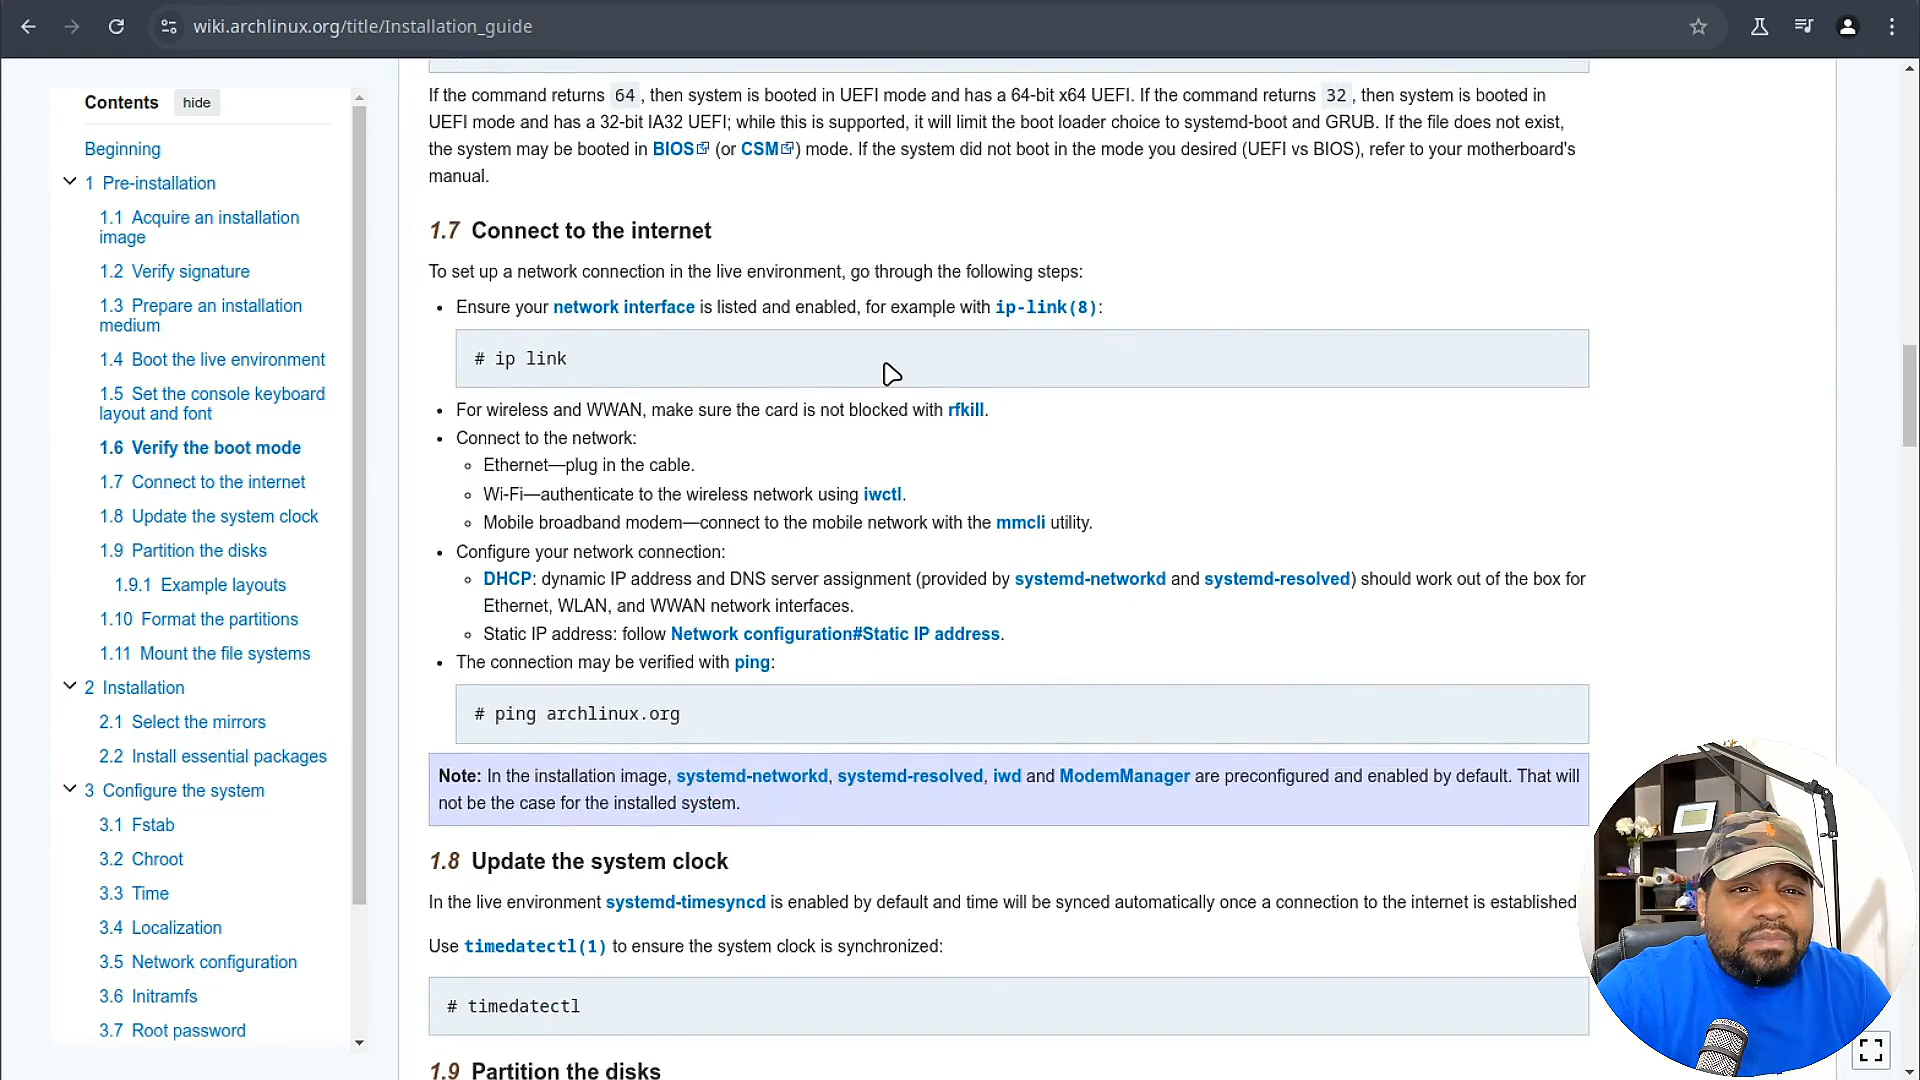 wiki.archlinux.org/title/Installation_guide
Contents hide
Beginning
1 Pre-installation
1.1 Acquire an installation
image
1.2 Verify signature
1.3 Prepare an installation
medium
1.4 Boot the live environment
1.5 Set the console keyboard
layout and font
1.6 Verify the boot mode
1.7 Connect to the internet
1.8 Update the system clock
1.9 Partition the disks
1.9.1 Example layouts
1.10 Format the partitions
1.11 Mount the file systems
2 Installation
2.1 Select the mirrors
2.2 Install essential packages
3 Configure the system
3.1 Fstab
3.2 Chroot
3.3 Time
3.4 Localization
3.5 Network configuration
3.6 Initramfs
3.7 Root password
If the command returns 64 , then system is booted in UEFI mode and has a 64-bit x64 UEFI. If the command returns 32 , then system is booted in
UEFI mode and has a 32-bit IA32 UEFI; while this is supported, it will limit the boot loader choice to systemd-boot and GRUB. If the file does not exist,
the system may be booted in BIOS (or CSM) mode. If the system did not boot in the mode you desired (UEFI vs BIOS), refer to your motherboard's
manual.
1.7 Connect to the internet
To set up a network connection in the live environment, go through the following steps:
• Ensure your network interface is listed and enabled, for example with ip-link(8):
# ip link
• For wireless and WWAN, make sure the card is not blocked with rfkill.
• Connect to the network:
◦ Ethernet—plug in the cable.
◦ Wi-Fi—authenticate to the wireless network using iwctl.
◦ Mobile broadband modem—connect to the mobile network with the mmcli utility.
• Configure your network connection:
◦ DHCP: dynamic IP address and DNS server assignment (provided by systemd-networkd and systemd-resolved) should work out of the box for
Ethernet, WLAN, and WWAN network interfaces.
◦ Static IP address: follow Network configuration#Static IP address.
• The connection may be verified with ping:
# ping archlinux.org
Note: In the installation image, systemd-networkd, systemd-resolved, iwd and ModemManager are preconfigured and enabled by default. That will
not be the case for the installed system.
1.8 Update the system clock
In the live environment systemd-timesyncd is enabled by default and time will be synced automatically once a connection to the internet is established
Use timedatectl(1) to ensure the system clock is synchronized:
# timedatectl
1.9 Partition the disks